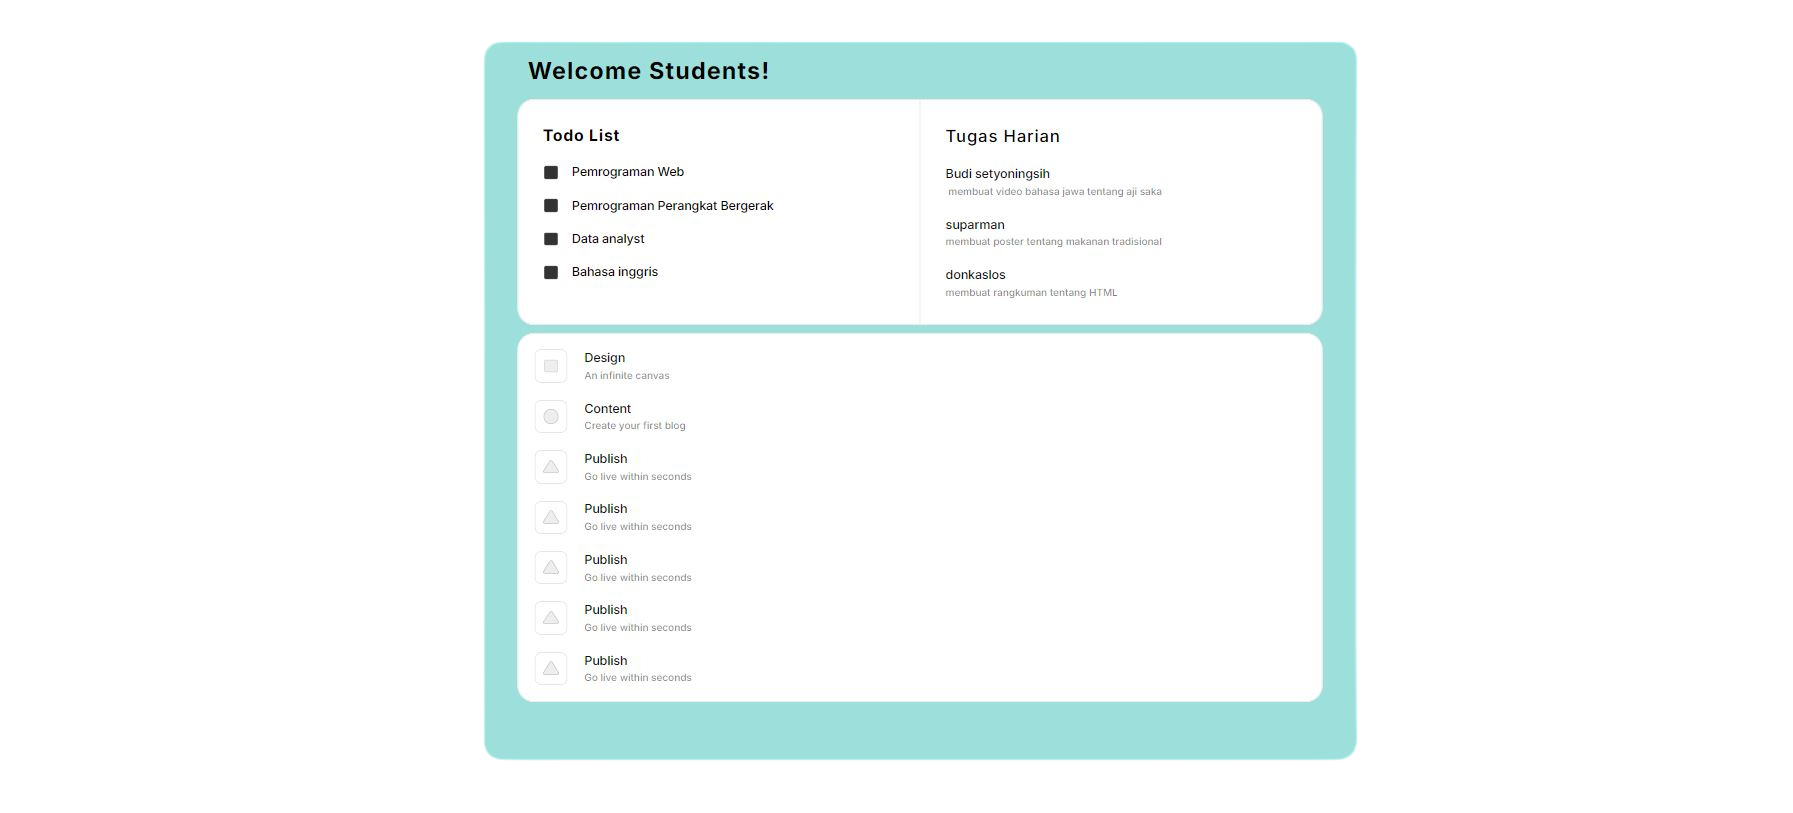 Welcome Students!
Todo List
Pemrograman Web
Pemrograman Perangkat Bergerak
Data analyst
Bahasa inggris
Tugas Harian
Budi setyoningsih
membuat video bahasa jawa tentang aji saka
suparman
membuat poster tentang makanan tradisional
donkaslos
membuat rangkuman tentang HTML
Design
An infinite canvas
Content
Create your first blog
Publish
Go live within seconds
Publish
Go live within seconds
Publish
Go live within seconds
Publish
Go live within seconds
Publish
Go live within seconds